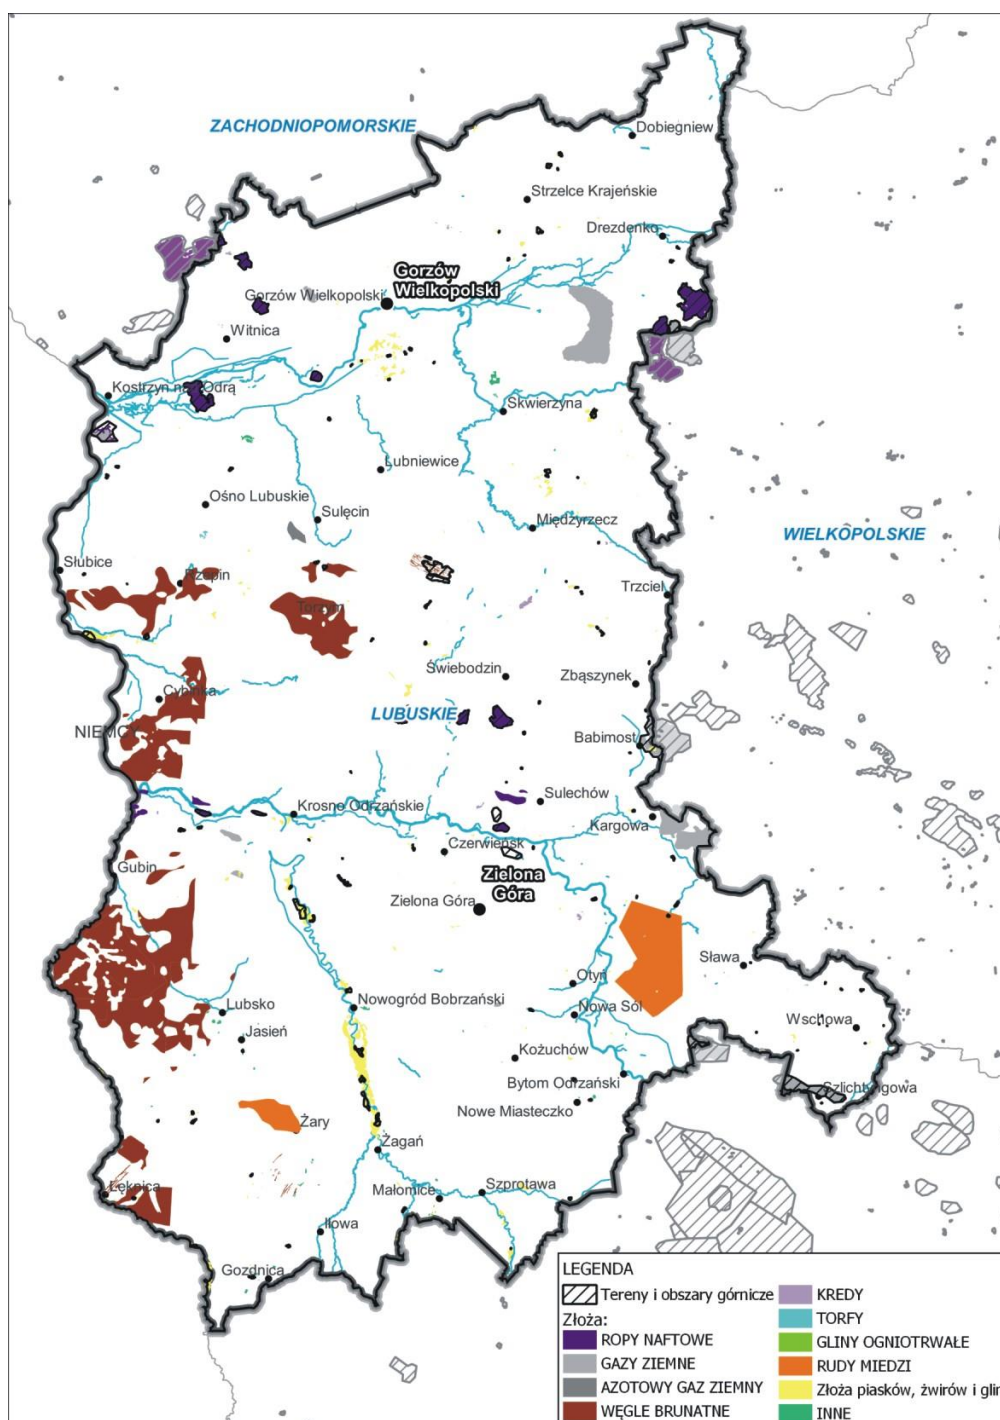 ZACHODNIOPOMORSKIE
Dobiegniew
Strzelce Krajeńskie
Drezdenko
Gorzów
Wielkopolski
Gorzów Wielkopolski
Witnica
Kostrzyn nad Odrą
Skwierzyna
Lubniewice
Ośno Lubuskie
Sulęcin
Międzyrzecz
WIELKOPOLSKIE
Słubice
Rzepin
Trzciel
Torzym
Świebodzin
Zbąszynek
Cybinka
LUBUSKIE
NIEMCY
Babimost
Sulechów
Krosno Odrzańskie
Kargowa
Czerwieńsk
Gubin
Zielona
Góra
Zielona Góra
Sława
Otyń
Nowogród Bobrzański
Nowa Sól
Lubsko
Wschowa
Jasień
Kożuchów
Bytom Odrzański
Szlichtyngowa
Nowe Miasteczko
Żary
Żagań
Łęknica
Małomice
Szprotawa
Iłowa
Gozdnica
LEGENDA
Tereny i obszary górnicze
Złoża:
ROPY NAFTOWE
GAZY ZIEMNE
AZOTOWY GAZ ZIEMNY
WĘGLE BRUNATNE
KREDY
TORFY
GLINY OGNIOTRWAŁE
RUDY MIEDZI
Złoża piasków, żwirów i glin
INNE